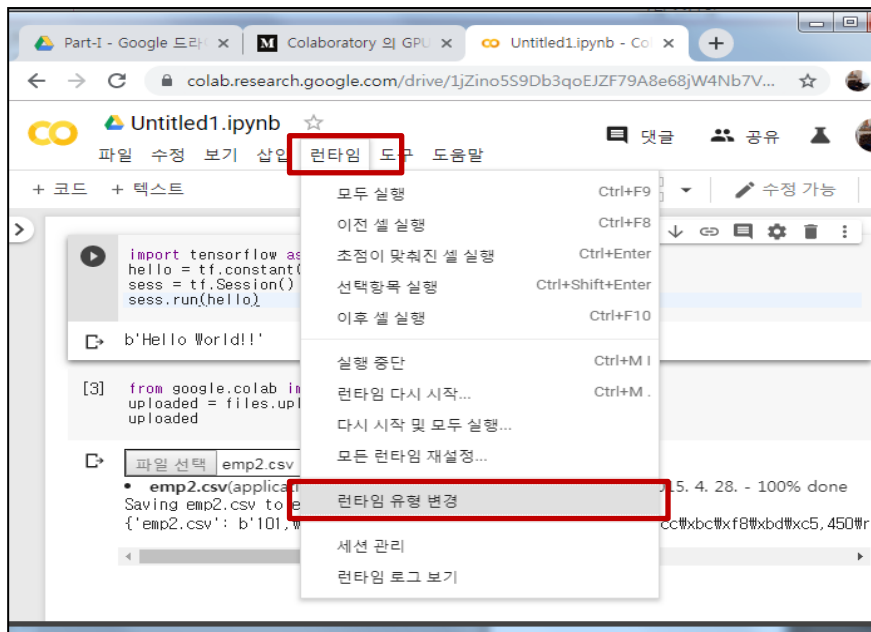 Part-I - Google 드라
Colaboratory 의 GPU
Untitled1.ipynb - Col
colab.research.google.com/drive/1jZino5S9Db3qoEJZF79A8e68jW4Nb7V...
CO
Untitled1.ipynb
댓글
공유
파일 수정 보기 삽입 런타임 도구 도움말
+ 코드 + 텍스트
수정 가능
모두 실행 Ctrl+F9
이전 셀 실행 Ctrl+F8
초점이 맞춰진 셀 실행 Ctrl+Enter
선택항목 실행 Ctrl+Shift+Enter
이후 셀 실행 Ctrl+F10
실행 중단 Ctrl+M I
런타임 다시 시작... Ctrl+M .
다시 시작 및 모두 실행...
모든 런타임 재설정...
런타임 유형 변경
세션 관리
런타임 로그 보기
import tensorflow as
hello = tf.constant(
sess = tf.Session()
sess.run(hello)
b'Hello World!!'
[3] from google.colab im
uploaded = files.upl
uploaded
파일 선택 emp2.csv
emp2.csv(applicat 15. 4. 28. - 100% done
Saving emp2.csv to e
{'emp2.csv': b'101,₩ cc₩xbc₩xf8₩xbd₩xc5,450₩r